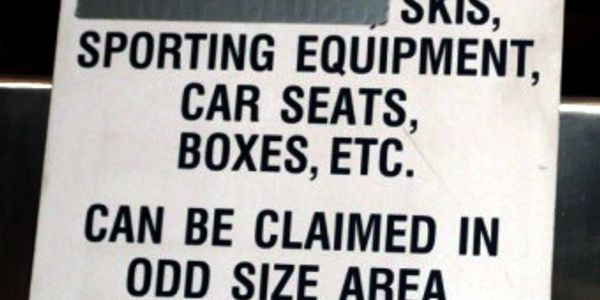 SKIS,
SPORTING EQUIPMENT,
CAR SEATS,
BOXES, ETC.
CAN BE CLAIMED IN
ODD SIZE AREA